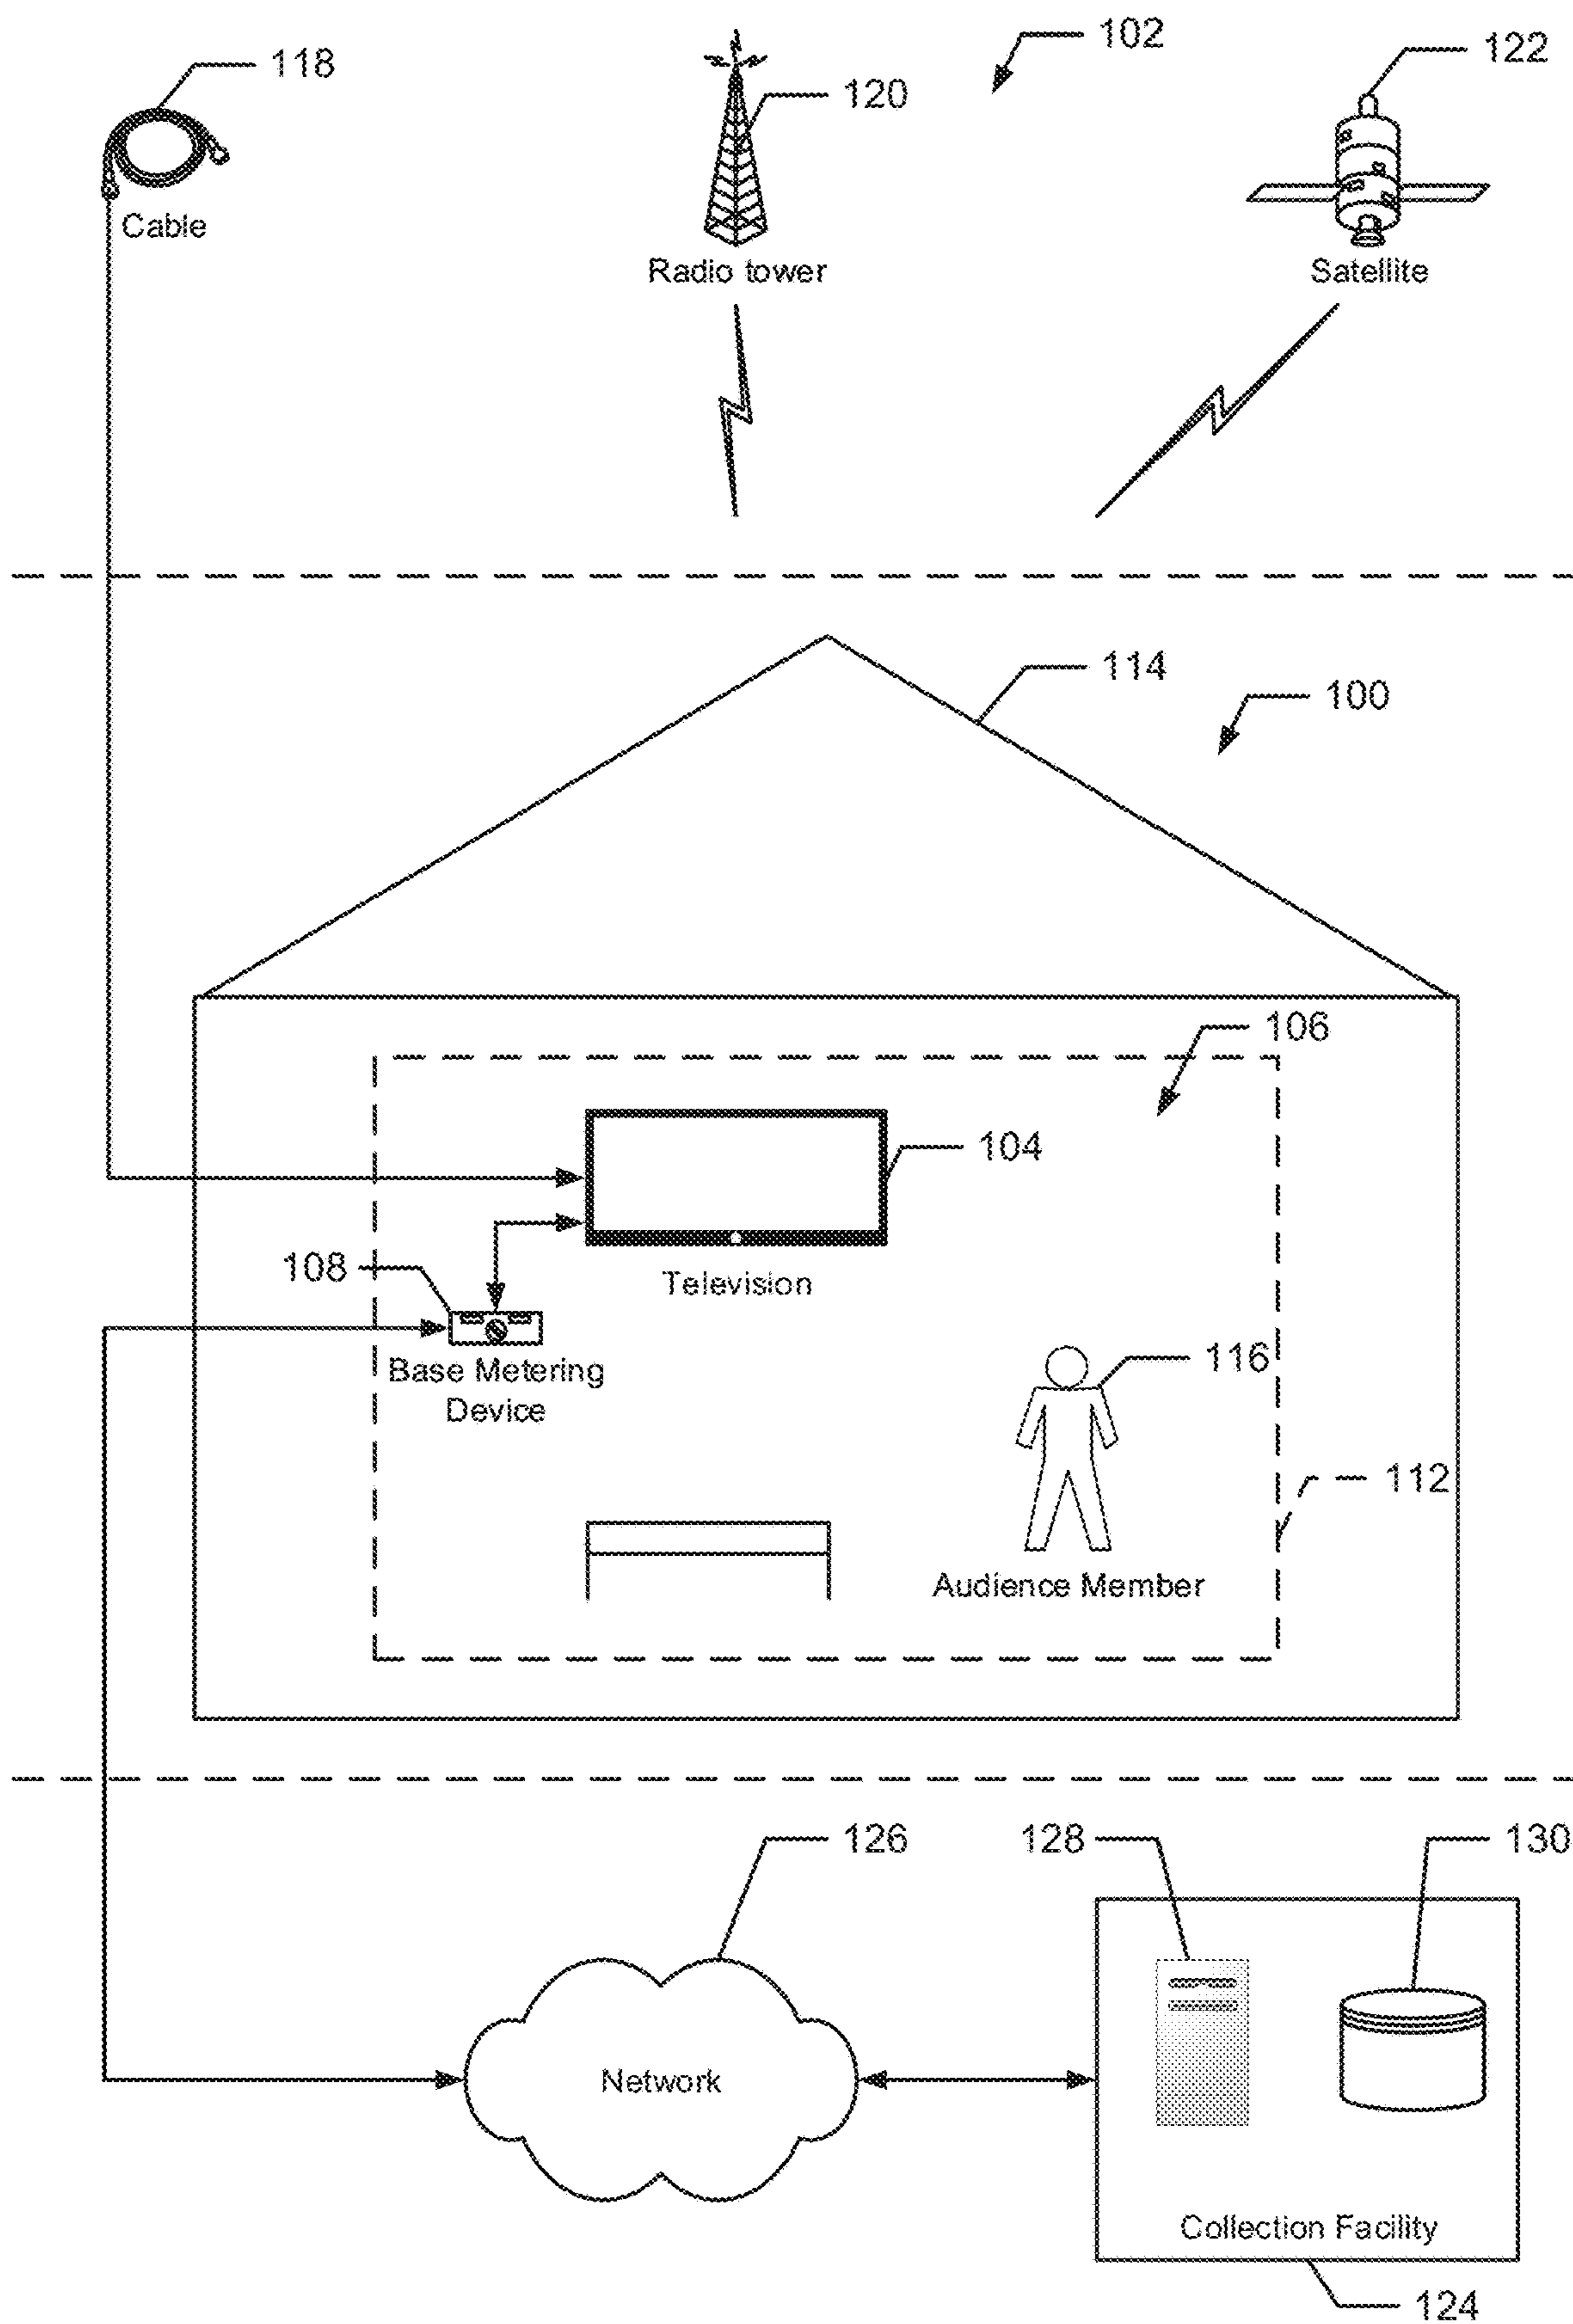 118
120
102
122
Cable
Radio tower
Satellite
114
100
106
104
108
Television
Base Metering
Device
116
112
Audience Member
126
128
130
Network
Collection Facility
124